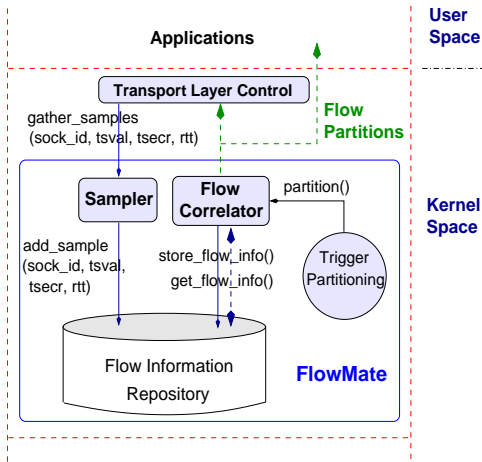 Applications
User
Space
Transport Layer Control
Flow
Partitions
gather_samples
(sock_id, tsval, tsecr, rtt)
Sampler
Flow
Correlator
partition()
Kernel
Space
add_sample
(sock_id, tsval,
tsecr, rtt)
store_flow_info()
get_flow_info()
Trigger
Partitioning
Flow Information
Repository
FlowMate